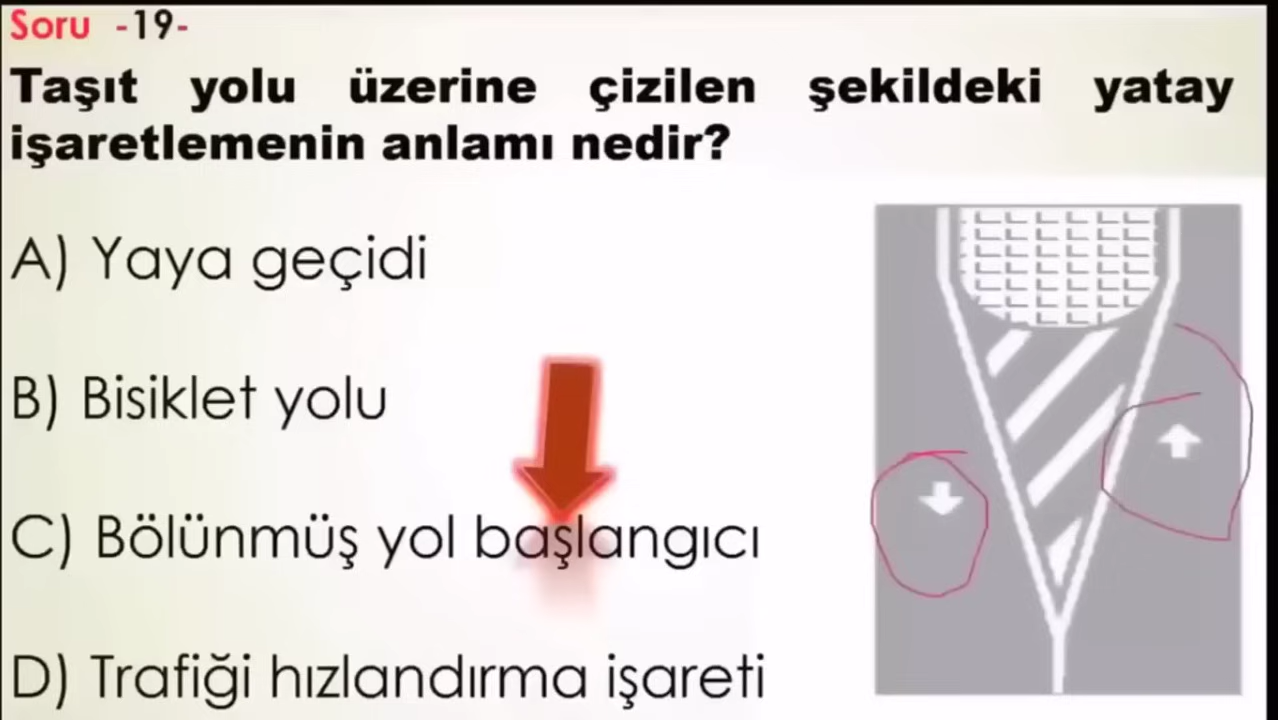 Soru -19-
Taşıt yolu üzerine çizilen şekildeki yatay
işaretlemenin anlamı nedir?
A) Yaya geçidi
B) Bisiklet yolu
C) Bölünmüş yol başlangıcı
D) Trafiği hızlandırma işareti